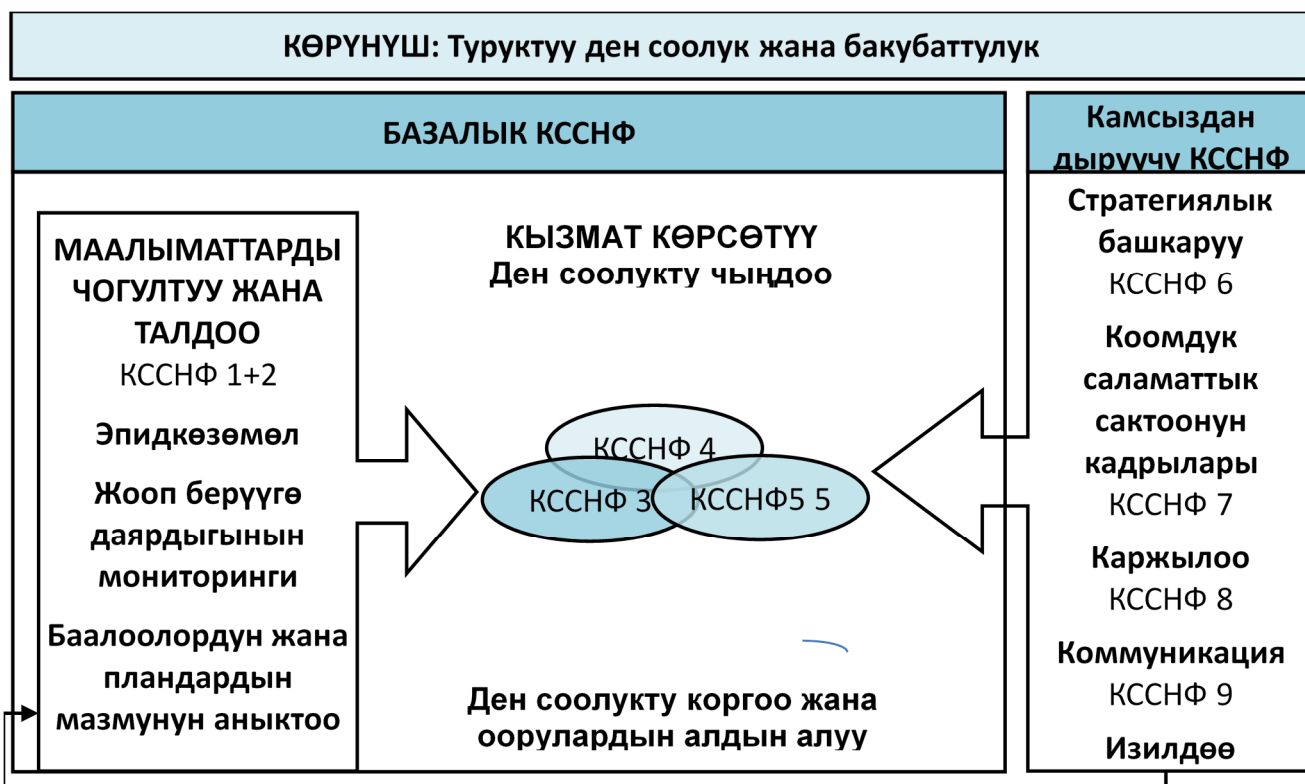 КӨРҮНҮШ: Туруктуу ден соолук жана бакубаттулук
БАЗАЛЫК КССНФ
МААЛЫМАТТАРДЫ
ЧОГУЛТУУ ЖАНА
ТАЛДОО
КССНФ 1+2
Эпидкөзөмөл
Жооп берүүгө
даярдыгынын
мониторинги
Баалоолордун жана
пландардын
мазмунун аныктоо
КЫЗМАТ КӨРСӨТҮҮ
Ден соолукту чыңдоо
КССНФ 4
КССНФ 3
КССНФ5 5
Ден соолукту коргоо жана
оорулардын алдын алуу
Камсыздан
дыруучу КССНФ
Стратегиялык
башкаруу
КССНФ 6
Коомдук
саламаттык
сактоонун
кадрылары
КССНФ 7
Каржылоо
КССНФ 8
Коммуникация
КССНФ 9
Изилдөө